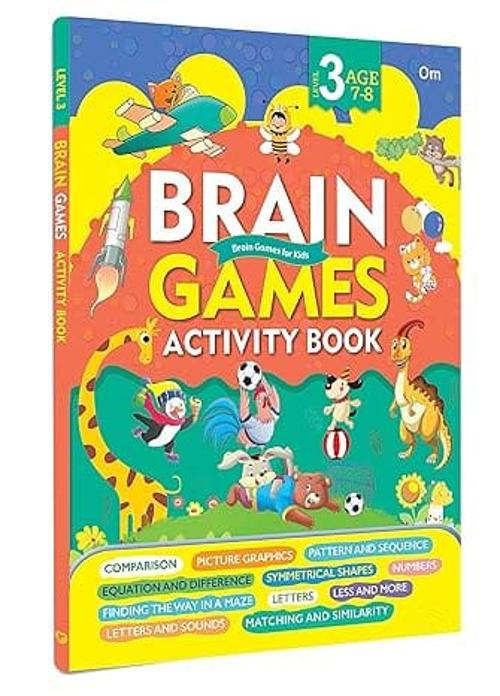 LEVEL 3
BRAIN GAMES ACTIVITY BOOK
LEVEL 3 AGE
7-8
Om
BRAIN
Brain Games for Kids
GAMES
ACTIVITY BOOK
COMPARISON PICTURE GRAPHICS PATTERN AND SEQUENCE
EQUATION AND DIFFERENCE SYMMETRICAL SHAPES NUMBERS
FINDING THE WAY IN A MAZE LETTERS LESS AND MORE
LETTERS AND SOUNDS MATCHING AND SIMILARITY